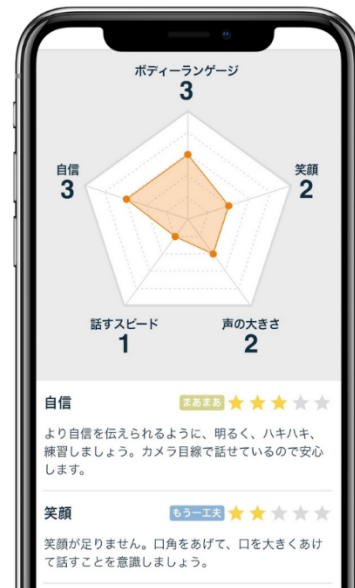 ボディーランゲージ
3
自信
3
笑顔
2
話すスピード
1
声の大きさ
2
自信 まあまあ
より自信を伝えられるように、明るく、ハキハキ、
練習しましょう。カメラ目線で話せているので安心
します。
笑顔 もう一工夫
笑顔が足りません。口角をあげて、口を大きくあけ
て話すことを意識しましょう。